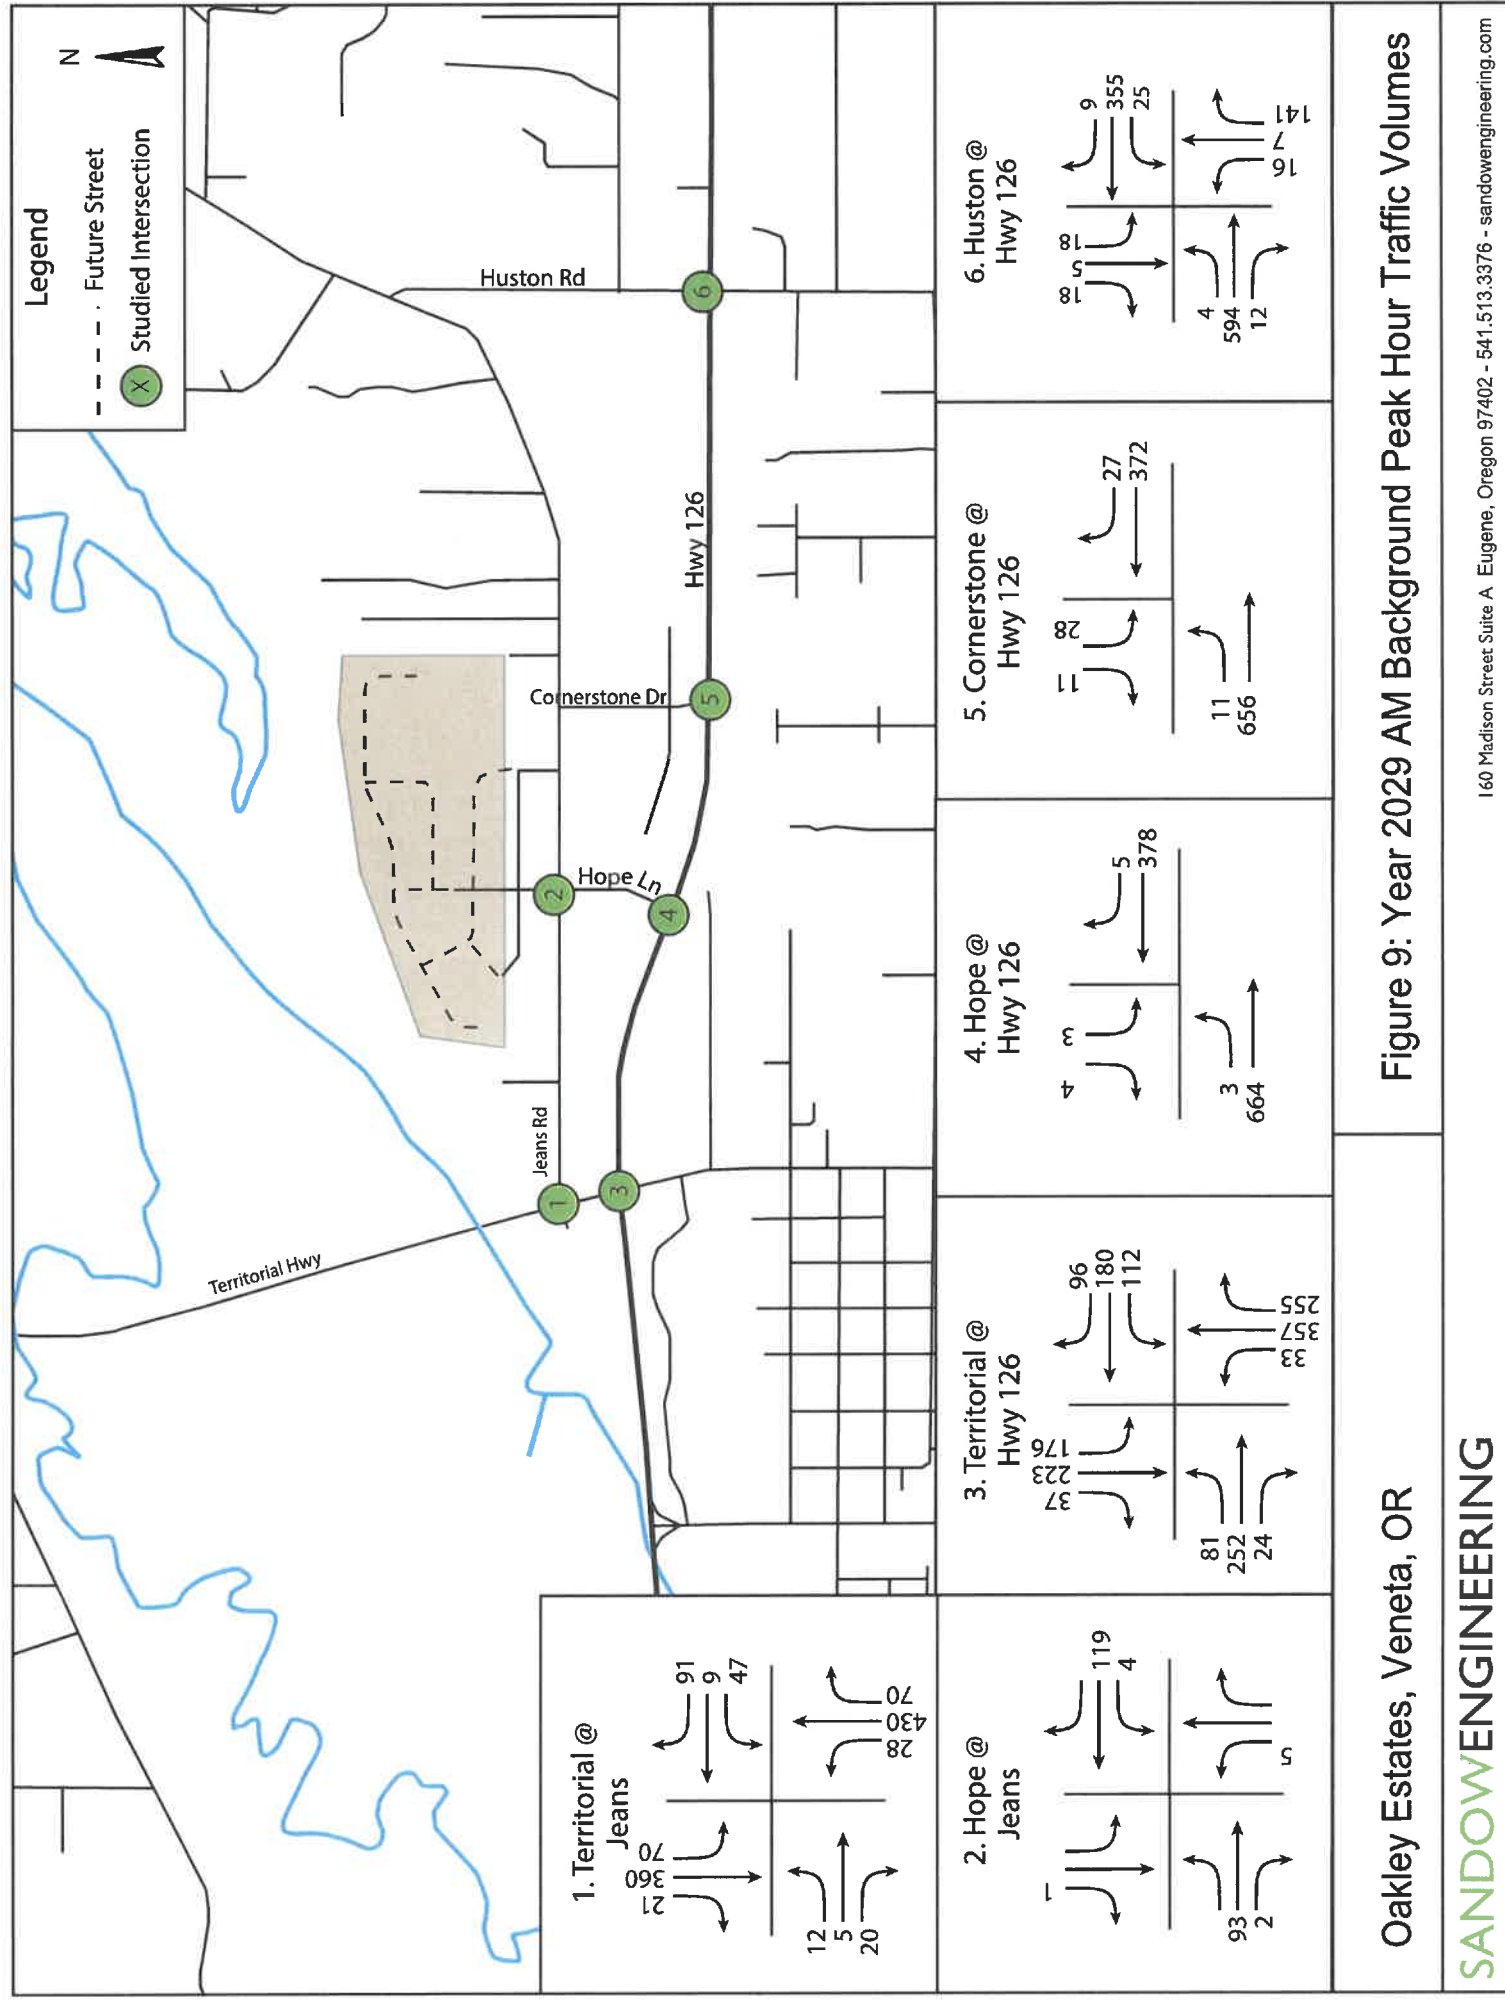 Legend
N
Future Street
X
Studied Intersection
Territorial Hwy
Jeans Rd
Hope Ln
Cornerstone Dr
Hwy 126
Huston Rd
1
2
3
4
5
6
1. Territorial @
Jeans
21
360
70
91
9
47
12
5
20
28
430
70
2. Hope @
Jeans
1
119
4
93
2
5
3. Territorial @
Hwy 126
37
223
176
96
180
112
81
252
24
33
357
255
4. Hope @
Hwy 126
4
3
5
378
3
664
5. Cornerstone @
Hwy 126
11
28
27
372
11
656
6. Huston @
Hwy 126
18
5
18
9
355
25
4
594
12
16
7
141
Oakley Estates, Veneta, OR
Figure 9: Year 2029 AM Background Peak Hour Traffic Volumes
SANDOWENGINEERING
160 Madison Street Suite A Eugene, Oregon 97402 - 541.513.3376 - sandowengineering.com